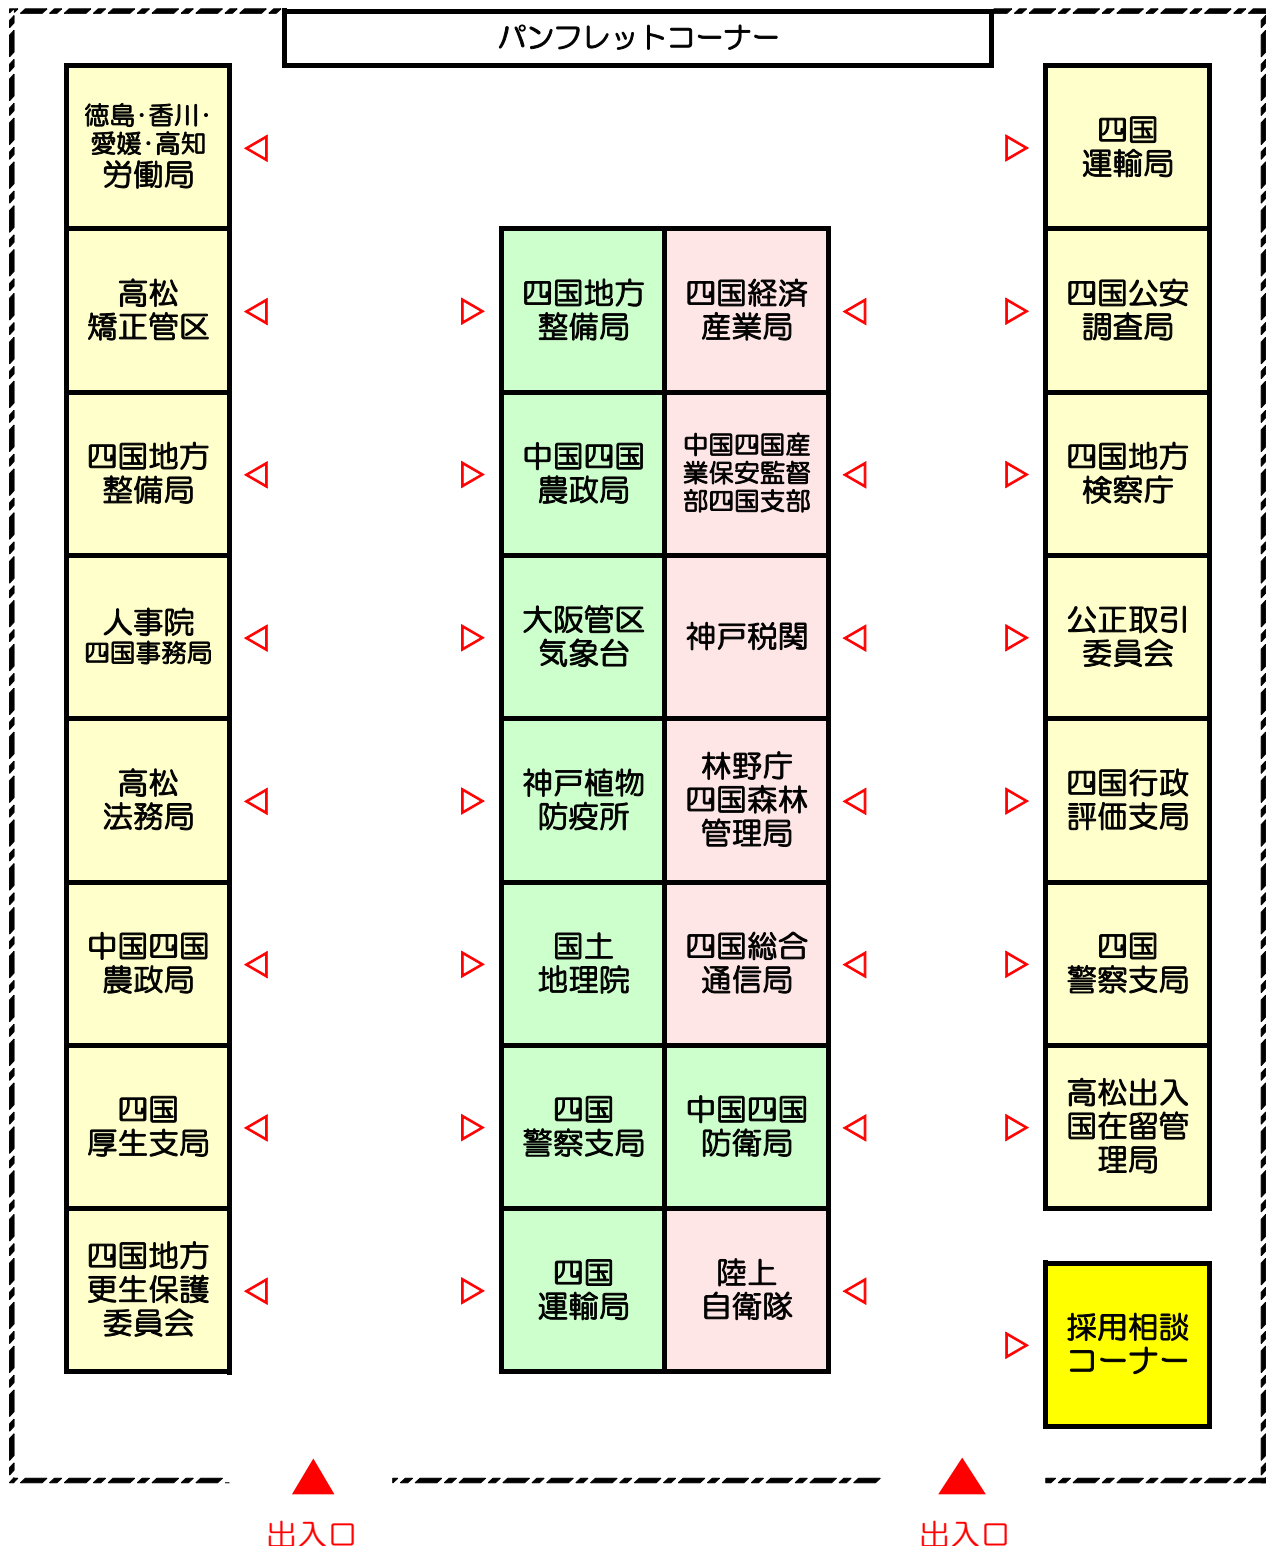 パンフレットコーナー
徳島・香川・
愛媛・高知
労働局
高松
矯正管区
四国地方
整備局
人事院
四国事務局
高松
法務局
中国四国
農政局
四国
厚生支局
四国地方
更生保護
委員会
四国地方
整備局
中国四国
農政局
大阪管区
気象台
神戸植物
防疫所
国土
地理院
四国
警察支局
四国
運輸局
四国経済
産業局
中国四国産
業保安監督
部四国支部
神戸税関
林野庁
四国森林
管理局
四国総合
通信局
中国四国
防衛局
陸上
自衛隊
四国
運輸局
四国公安
調査局
四国地方
検察庁
公正取引
委員会
四国行政
評価支局
四国
警察支局
高松出入
国在留管
理局
採用相談
コーナー
出入口
出入口